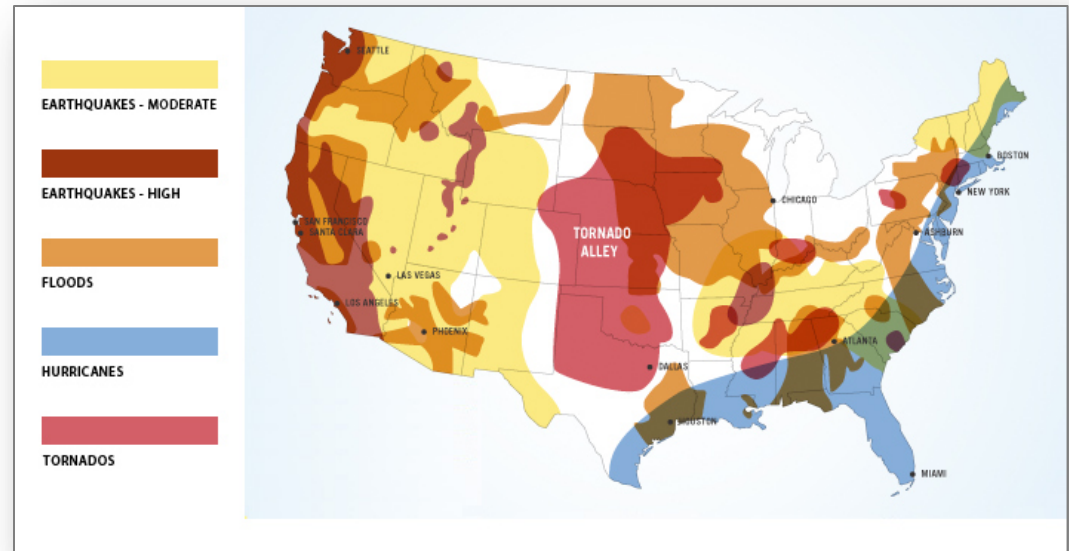 EARTHQUAKES - MODERATE
EARTHQUAKES - HIGH
FLOODS
HURRICANES
TORNADOS
SEATTLE
SAN FRANCISCO
SANTA CLARA
LAS VEGAS
LOS ANGELES
PHOENIX
TORNADO
ALLEY
DALLAS
HOUSTON
CHICAGO
BOSTON
NEW YORK
ASHBURN
ATLANTA
MIAMI